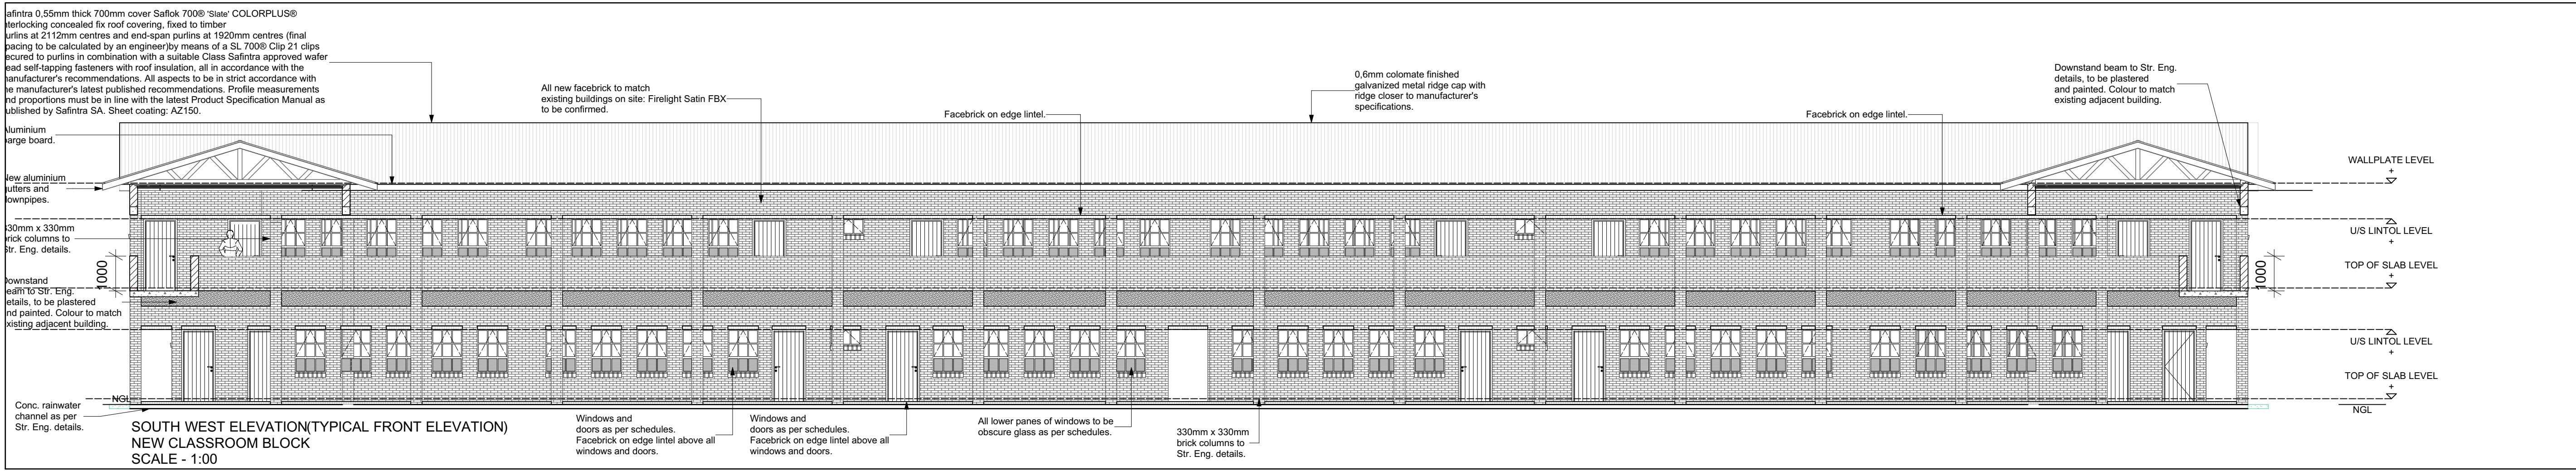 afintra 0,55mm thick 700mm cover Saflok 700® 'Slate' COLORPLUS®
terlocking concealed fix roof covering, fixed to timber
urlins at 2112mm centres and end-span purlins at 1920mm centres (final
pacing to be calculated by an engineer)by means of a SL 700® Clip 21 clips
ecured to purlins in combination with a suitable Class Safintra approved wafer
ead self-tapping fasteners with roof insulation, all in accordance with the
anufacturer's recommendations. All aspects to be in strict accordance with
e manufacturer's latest published recommendations. Profile measurements
nd proportions must be in line with the latest Product Specification Manual as
ublished by Safintra SA. Sheet coating: AZ150.
Aluminium
arge board.
New aluminium
utters and
ownpipes.
330mm x 330mm
brick columns to
Str. Eng. details.
1000
Downstand
beam to Str. Eng.
etails, to be plastered
nd painted. Colour to match
existing adjacent building.
NGL
Conc. rainwater
channel as per
Str. Eng. details.
All new facebrick to match
existing buildings on site: Firelight Satin FBX
to be confirmed.
Facebrick on edge lintel.
0,6mm colomate finished
galvanized metal ridge cap with
ridge closer to manufacturer's
specifications.
Facebrick on edge lintel.
Downstand beam to Str. Eng.
details, to be plastered
and painted. Colour to match
existing adjacent building.
WALLPLATE LEVEL
+
U/S LINTOL LEVEL
+
TOP OF SLAB LEVEL
+
1000
U/S LINTOL LEVEL
+
TOP OF SLAB LEVEL
+
NGL
Windows and
doors as per schedules.
Facebrick on edge lintel above all
windows and doors.
Windows and
doors as per schedules.
Facebrick on edge lintel above all
windows and doors.
All lower panes of windows to be
obscure glass as per schedules.
330mm x 330mm
brick columns to
Str. Eng. details.
SOUTH WEST ELEVATION(TYPICAL FRONT ELEVATION)
NEW CLASSROOM BLOCK
SCALE - 1:00